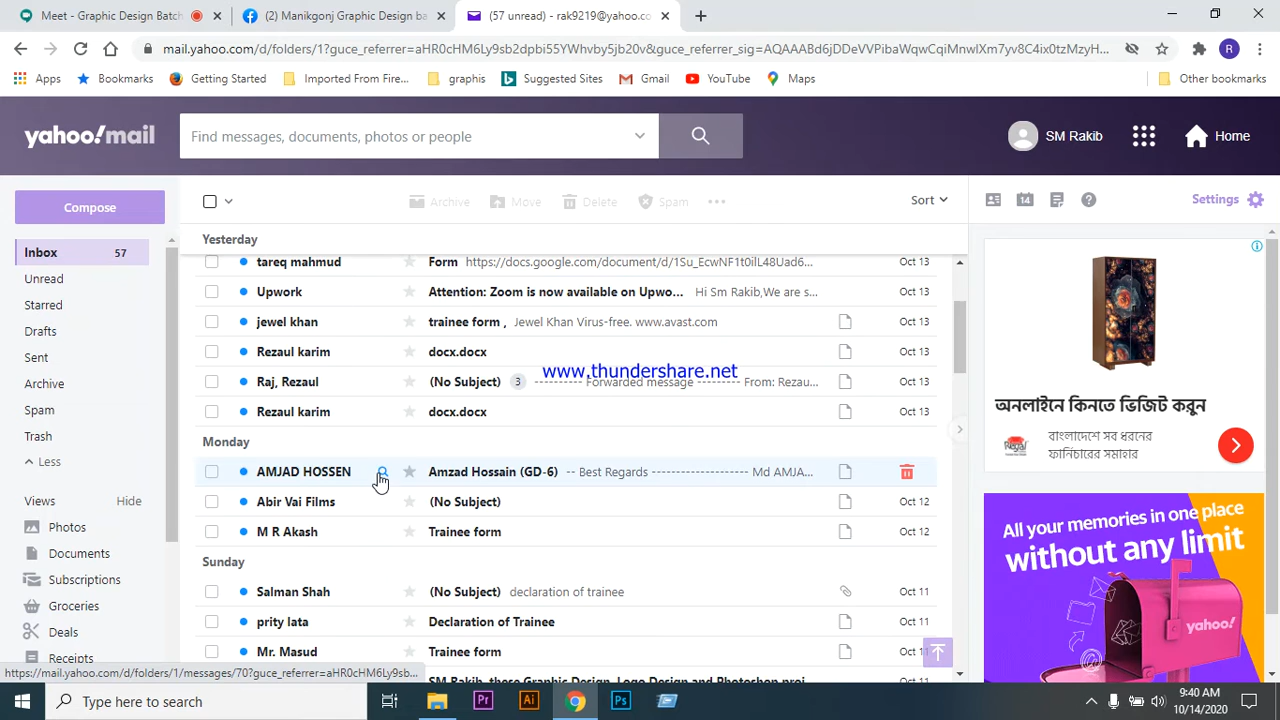 Meet - Graphic Design Batch
(2) Manikgonj Graphic Design ba
(57 unread) - rak9219@yahoo.co
mail.yahoo.com/d/folders/1?guce_referrer=aHR0cHM6Ly9sb2dpbi55YWhvby5jb20v&guce_referrer_sig=
Apps
Bookmarks
Getting Started
Imported From Fire...
graphis
Suggested Sites
Gmail
YouTube
Maps
Other bookmarks
yahoo!mail
Find messages, documents, photos or people
SM Rakib
Home
Compose
Archive
Move
Delete
Spam
Sort
14
Settings
Inbox 57
Unread
Starred
Drafts
Sent
Archive
Spam
Trash
Less
Views Hide
Photos
Documents
Subscriptions
Groceries
Deals
Receipts
Yesterday
tareq mahmud Form Oct 13
Upwork Attention: Zoom is now available on Upwo... Hi Sm Rakib,We are s... Oct 13
jewel khan trainee form , Jewel Khan Virus-free. www.avast.com Oct 13
Rezaul karim docx.docx Oct 13
www.thundershare.net
Raj, Rezaul (No Subject) 3 ---------- Forwarded message --------- From: Rezau... Oct 13
Rezaul karim docx.docx Oct 13
Monday
AMJAD HOSSEN Amzad Hossain (GD-6) -- Best Regards -------------------- Md AMJA...
Abir Vai Films (No Subject) Oct 12
M R Akash Trainee form Oct 12
Sunday
Salman Shah (No Subject) declaration of trainee Oct 11
prity lata Declaration of Trainee Oct 11
Mr. Masud Trainee form Oct 11
অনলাইনে কিনতে ভিজিট করুন
বাংলাদেশে সব ধরনের
ফার্নিচারের সমাহার
All your memories in one place
without any limit
yahoo!
https://mail.yahoo.com/d/folders/1/messages/70?guce_referrer=aHR0cHM6Ly9sb...
Type here to search
Pr
Ai
Ps
9:40 AM
10/14/2020